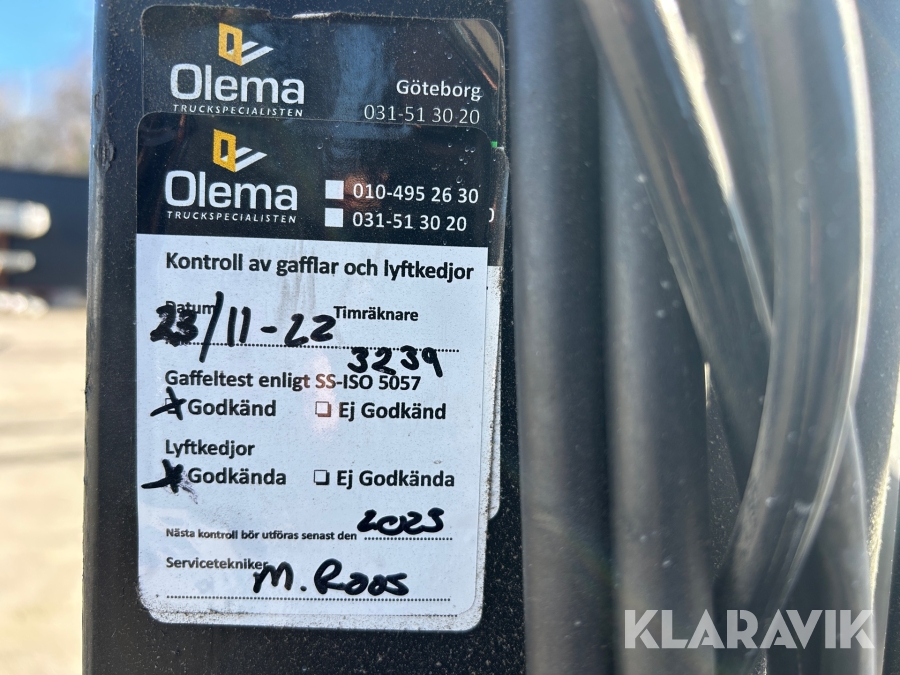 Olema
TRUCKSPECIALISTEN
Göteborg
031-51 30 20
Olema
TRUCKSPECIALISTEN
010-495 26 30
031-51 30 20
Kontroll av gafflar och lyftkedjor
Datum Timräknare
23/11-22
3239
Gaffeltest enligt SS-ISO 5057
Godkänd Ej Godkänd
Lyftkedjor
Godkända Ej Godkända
Nästa kontroll bör utföras senast den 2023
Servicetekniker M. Roos
KLARAVIK